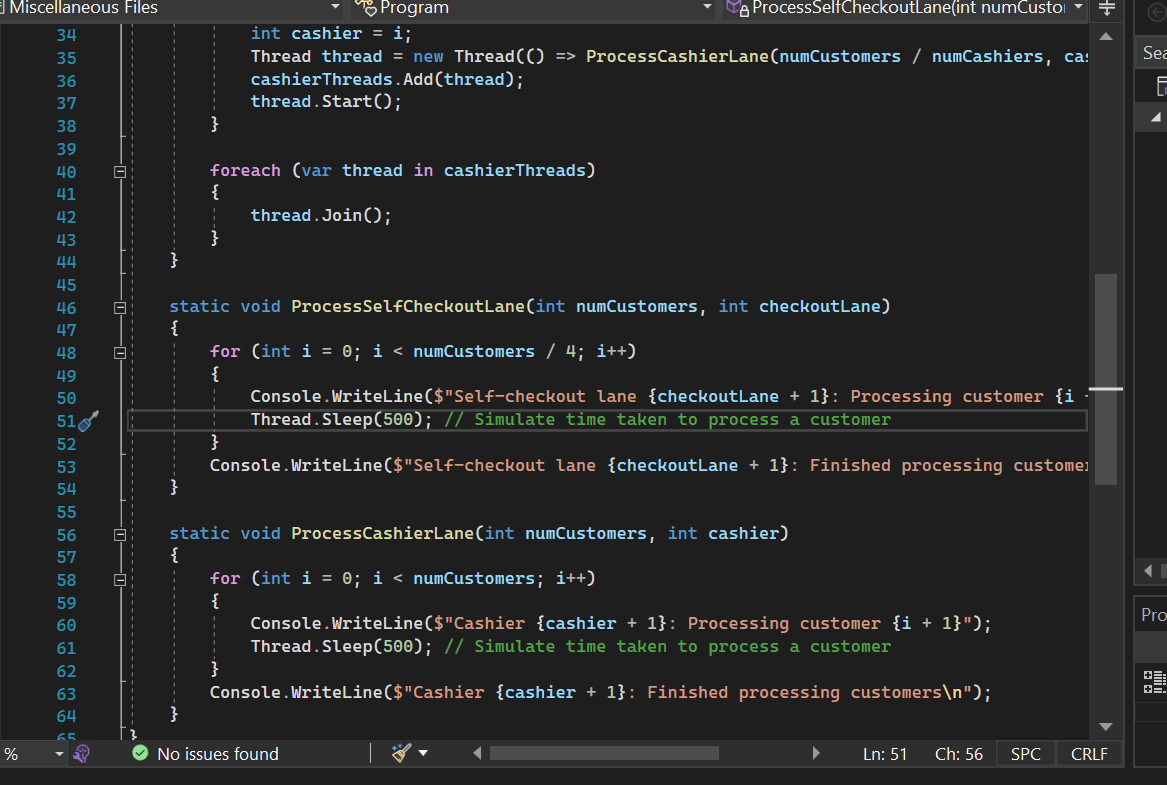 Miscellaneous Files Program ProcessSelfCheckoutLane(int numCusto
34 int cashier = i;
35 Thread thread = new Thread(() => ProcessCashierLane(numCustomers / numCashiers, cas
36 cashierThreads.Add(thread);
37 thread.Start();
38 }
39
40 foreach (var thread in cashierThreads)
41 {
42 thread.Join();
43 }
44 }
45
46 static void ProcessSelfCheckoutLane(int numCustomers, int checkoutLane)
47 {
48 for (int i = 0; i < numCustomers / 4; i++)
49 {
50 Console.WriteLine($"Self-checkout lane {checkoutLane + 1}: Processing customer {i
51 Thread.Sleep(500); // Simulate time taken to process a customer
52 }
53 Console.WriteLine($"Self-checkout lane {checkoutLane + 1}: Finished processing custome
54 }
55
56 static void ProcessCashierLane(int numCustomers, int cashier)
57 {
58 for (int i = 0; i < numCustomers; i++)
59 {
60 Console.WriteLine($"Cashier {cashier + 1}: Processing customer {i + 1}");
61 Thread.Sleep(500); // Simulate time taken to process a customer
62 }
63 Console.WriteLine($"Cashier {cashier + 1}: Finished processing customers\n");
64 }
65 }
% No issues found Ln: 51 Ch: 56 SPC CRLF
Sea
Pro